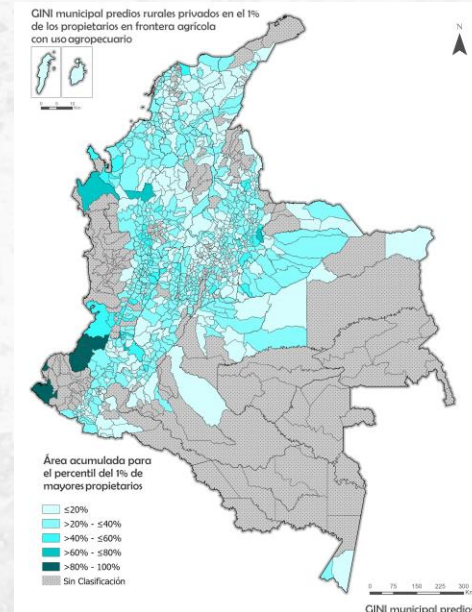 GINI municipal predios rurales privados en el 1%
de los propietarios en frontera agrícola
con uso agropecuario
N
Área acumulada para
el percentil del 1% de
mayores propietarios
≤20%
>20% - ≤40%
>40% - ≤60%
>60% - ≤80%
>80% - 100%
Sin Clasificación
0 75 150 225 300
GINI municipal predio